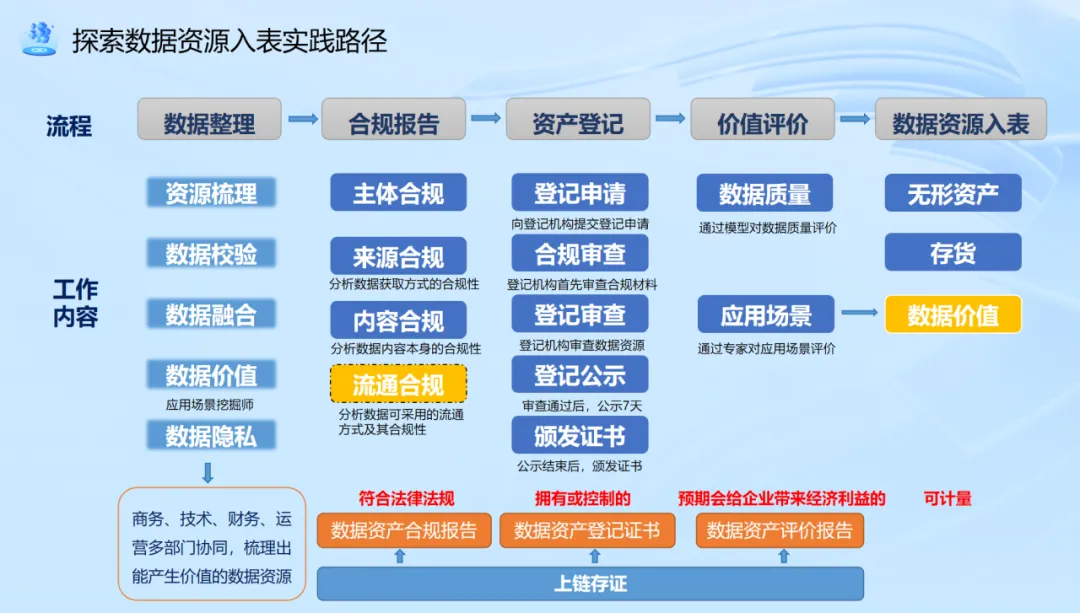 探索数据资源入表实践路径
流程
数据整理
合规报告
资产登记
价值评价
数据资源入表
工作
内容
资源梳理
数据校验
数据融合
数据价值
应用场景挖掘师
数据隐私
商务、技术、财务、运
营多部门协同，梳理出
能产生价值的数据资源
主体合规
来源合规
分析数据获取方式的合规性
内容合规
分析数据内容本身的合规性
流通合规
分析数据可采用的流通
方式及其合规性
登记申请
向登记机构提交登记申请
合规审查
登记机构首先审查合规材料
登记审查
登记机构审查数据资源
登记公示
审查通过后，公示7天
颁发证书
公示结束后，颁发证书
数据质量
通过模型对数据质量评价
应用场景
通过专家对应用场景评价
无形资产
存货
数据价值
符合法律法规
拥有或控制的
预期会给企业带来经济利益的
可计量
数据资产合规报告
数据资产登记证书
数据资产评价报告
上链存证